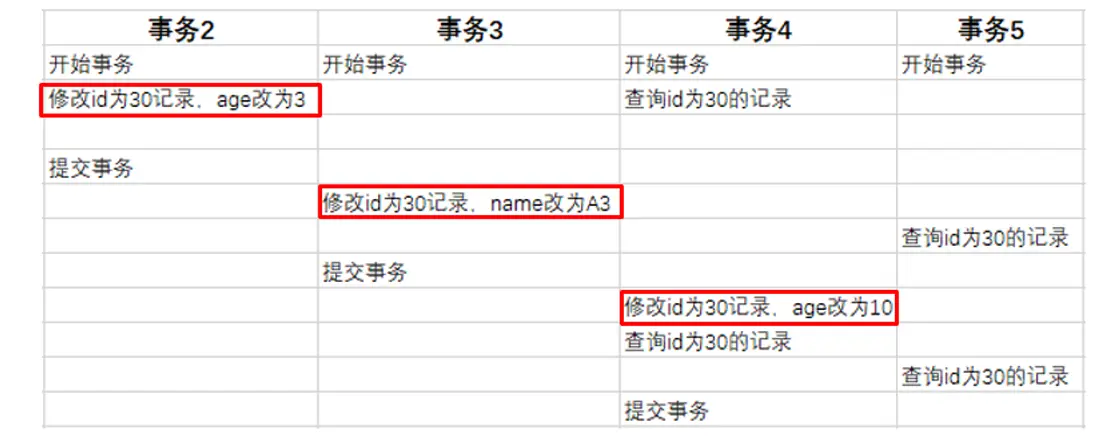 事务2 事务3 事务4 事务5
开始事务 开始事务 开始事务 开始事务
修改id为30记录，age改为3 查询id为30的记录
提交事务
修改id为30记录，name改为A3
查询id为30的记录
提交事务
修改id为30记录，age改为10
查询id为30的记录
查询id为30的记录
提交事务